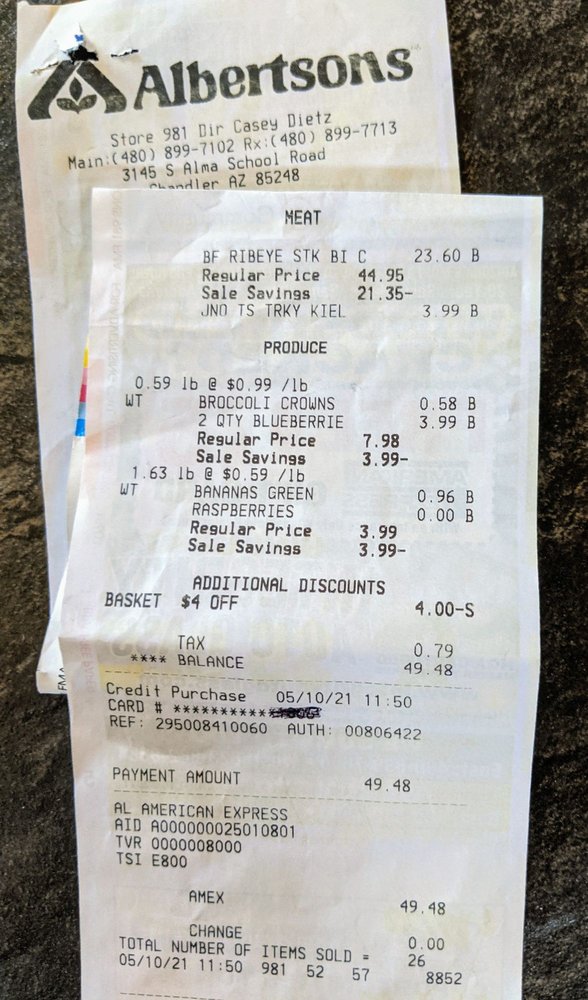 Albertsons
Store 981 Dir Casey Dietz
Main:(480) 899-7102 Rx:(480) 899-7713
3145 S Alma School Road
Chandler AZ 85248
MEAT
BF RIBEYE STK BI C 23.60 B
Regular Price 44.95
Sale Savings 21.35-
JNO TS TRKY KIEL 3.99 B
PRODUCE
0.59 lb @ $0.99 /lb
WT BROCCOLI CROWNS 0.58 B
2 QTY BLUEBERRIE 3.99 B
Regular Price 7.98
Sale Savings 3.99-
1.63 lb @ $0.59 /lb
WT BANANAS GREEN 0.96 B
RASPBERRIES 0.00 B
Regular Price 3.99
Sale Savings 3.99-
ADDITIONAL DISCOUNTS
BASKET $4 OFF 4.00-S
TAX 0.79
**** BALANCE 49.48
Credit Purchase 05/10/21 11:50
CARD # ***********
REF: 295008410060 AUTH: 00806422
PAYMENT AMOUNT 49.48
AL AMERICAN EXPRESS
AID A000000025010801
TVR 0000008000
TSI E800
AMEX 49.48
CHANGE 0.00
TOTAL NUMBER OF ITEMS SOLD = 26
05/10/21 11:50 981 52 57 8852